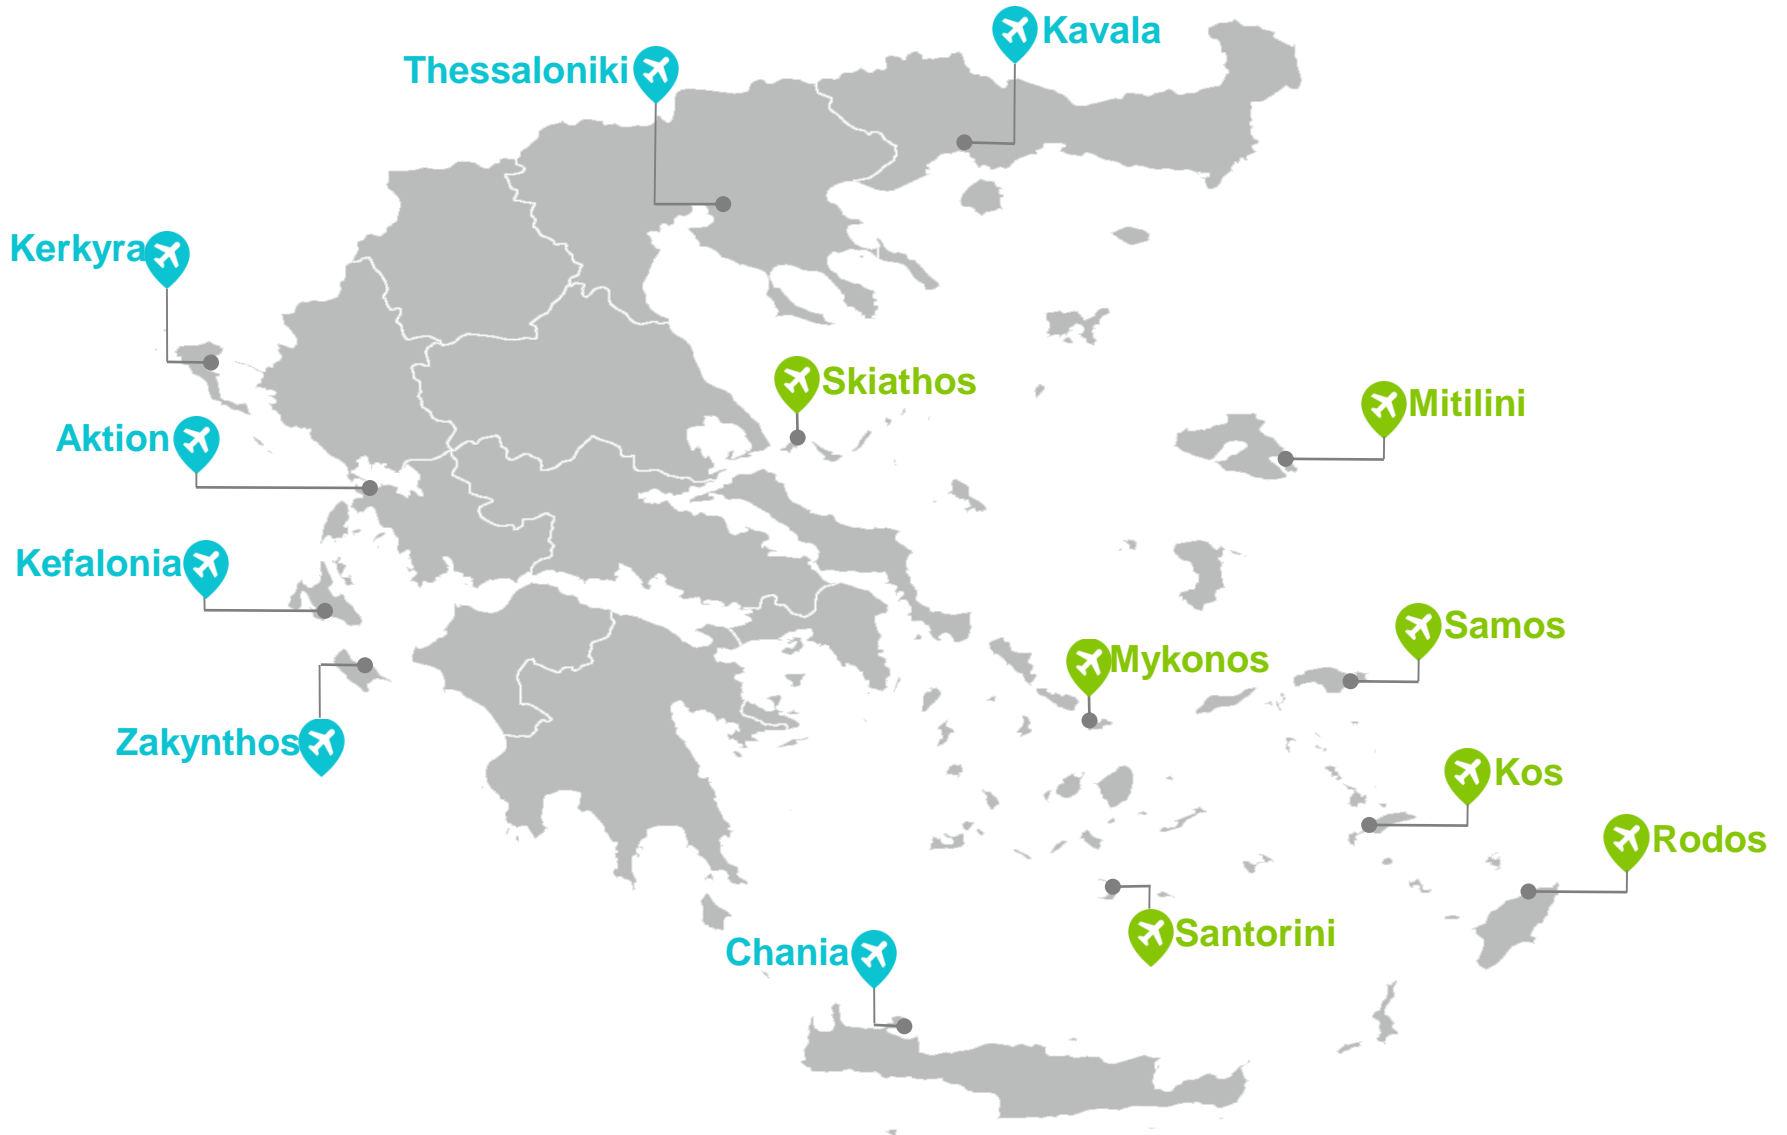 Kavala
Thessaloniki
Kerkyra
Skiathos
Mitilini
Aktion
Kefalonia
Samos
Mykonos
Zakynthos
Kos
Rodos
Santorini
Chania